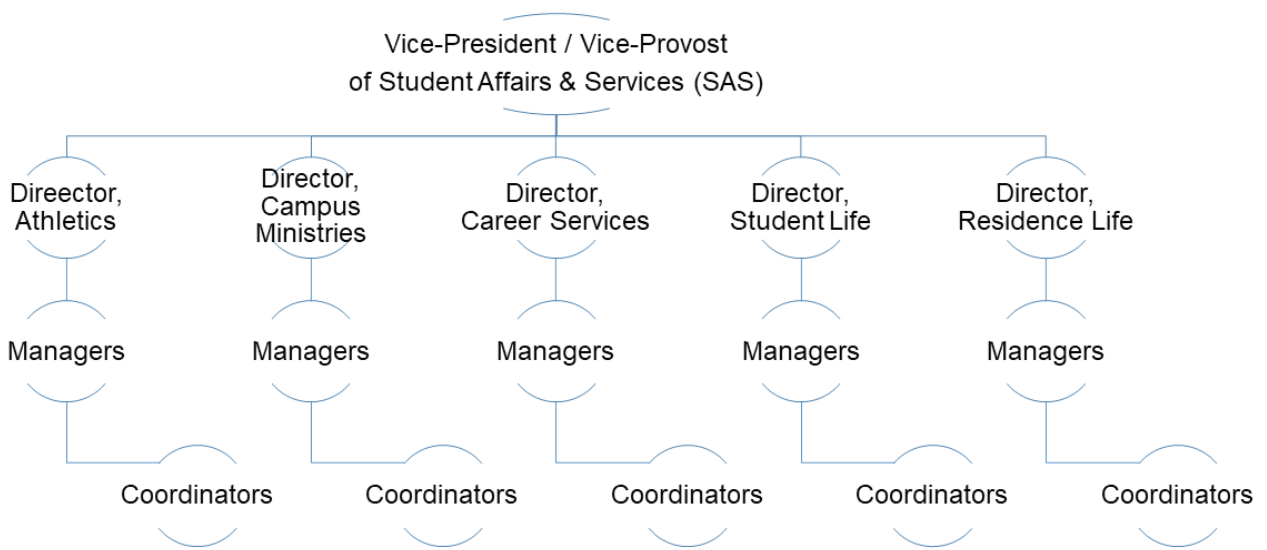 Vice-President / Vice-Provost
of Student Affairs & Services (SAS)
Direector,
Athletics
Director,
Campus
Ministries
Director,
Career Services
Director,
Student Life
Director,
Residence Life
Managers
Managers
Managers
Managers
Managers
Coordinators
Coordinators
Coordinators
Coordinators
Coordinators